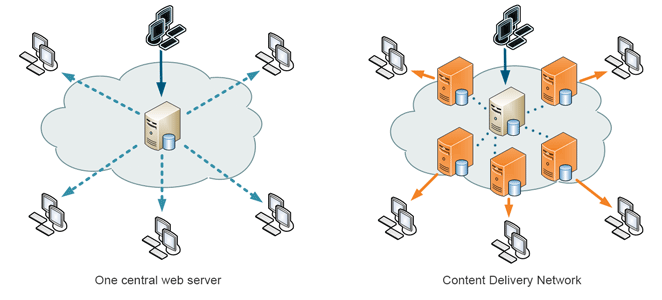 One central web server
Content Delivery Network